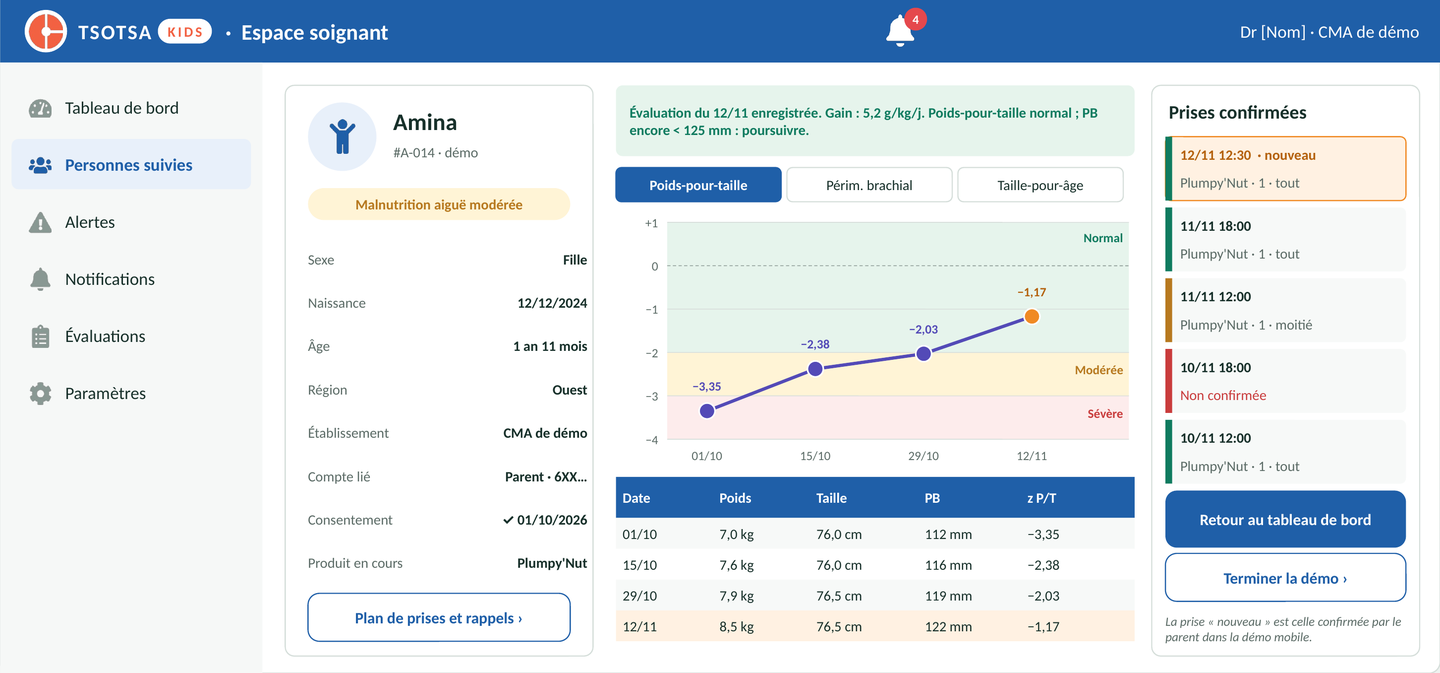 TSOTSA KIDS · Espace soignant
4
Dr [Nom] · CMA de démo
Tableau de bord
Personnes suivies
Alertes
Notifications
Évaluations
Paramètres
Amina
#A-014 · démo
Malnutrition aiguë modérée
Sexe Fille
Naissance 12/12/2024
Âge 1 an 11 mois
Région Ouest
Établissement CMA de démo
Compte lié Parent · 6XX...
Consentement ✔ 01/10/2026
Produit en cours Plumpy'Nut
Plan de prises et rappels ›
Évaluation du 12/11 enregistrée. Gain : 5,2 g/kg/j. Poids-pour-taille normal ; PB
encore < 125 mm : poursuivre.
Poids-pour-taille Périm. brachial Taille-pour-âge
+1
Normal
0
−1,17
−1
−2,03
−2,38
−2
Modérée
−3,35
−3
Sévère
−4
01/10 15/10 29/10 12/11
Date Poids Taille PB z P/T
01/10 7,0 kg 76,0 cm 112 mm −3,35
15/10 7,6 kg 76,0 cm 116 mm −2,38
29/10 7,9 kg 76,5 cm 119 mm −2,03
12/11 8,5 kg 76,5 cm 122 mm −1,17
Prises confirmées
12/11 12:30 · nouveau
Plumpy'Nut · 1 · tout
11/11 18:00
Plumpy'Nut · 1 · tout
11/11 12:00
Plumpy'Nut · 1 · moitié
10/11 18:00
Non confirmée
10/11 12:00
Plumpy'Nut · 1 · tout
Retour au tableau de bord
Terminer la démo ›
La prise « nouveau » est celle confirmée par le
parent dans la démo mobile.